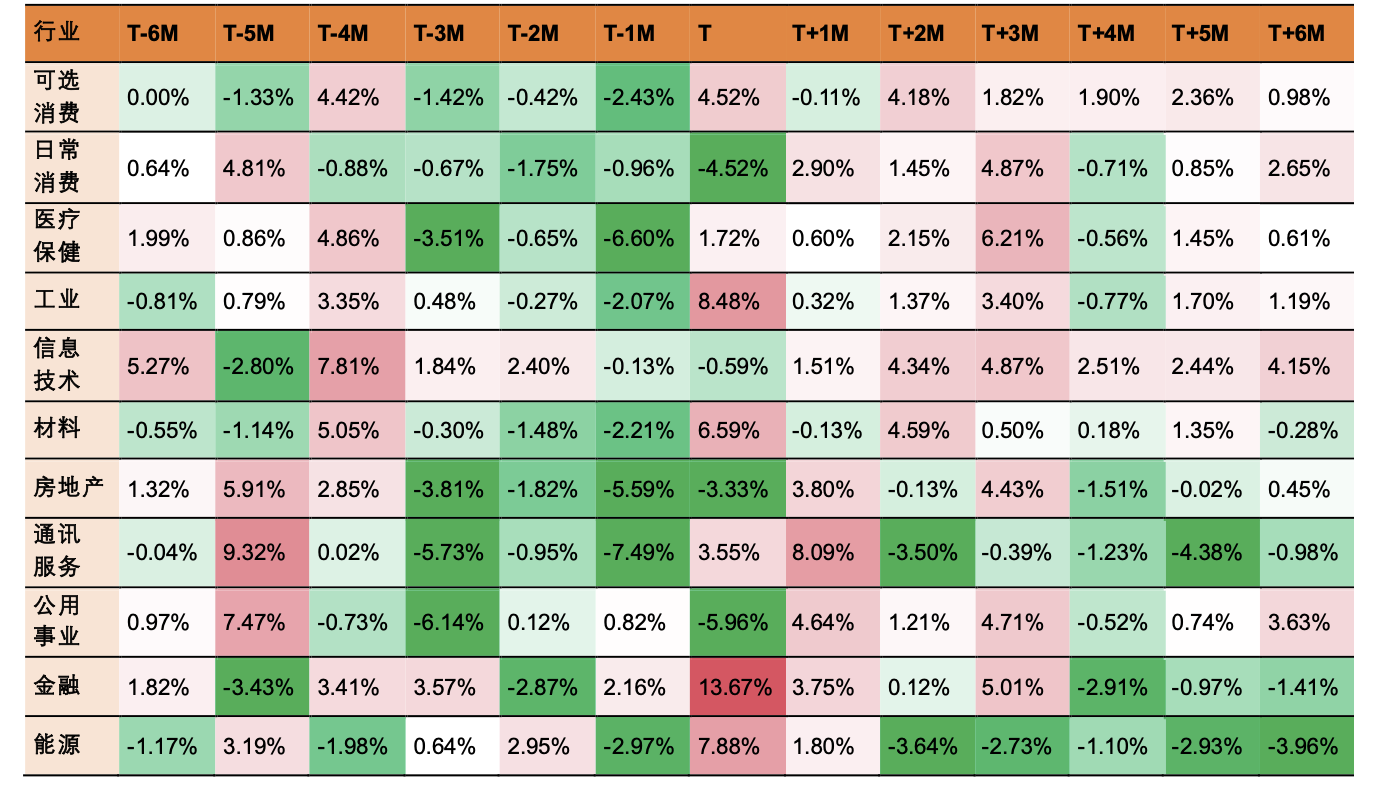 行业 T-6M T-5M T-4M T-3M T-2M T-1M T T+1M T+2M T+3M T+4M T+5M T+6M
可选
消费 0.00% -1.33% 4.42% -1.42% -0.42% -2.43% 4.52% -0.11% 4.18% 1.82% 1.90% 2.36% 0.98%
日常
消费 0.64% 4.81% -0.88% -0.67% -1.75% -0.96% -4.52% 2.90% 1.45% 4.87% -0.71% 0.85% 2.65%
医疗
保健 1.99% 0.86% 4.86% -3.51% -0.65% -6.60% 1.72% 0.60% 2.15% 6.21% -0.56% 1.45% 0.61%
工业 -0.81% 0.79% 3.35% 0.48% -0.27% -2.07% 8.48% 0.32% 1.37% 3.40% -0.77% 1.70% 1.19%
信息
技术 5.27% -2.80% 7.81% 1.84% 2.40% -0.13% -0.59% 1.51% 4.34% 4.87% 2.51% 2.44% 4.15%
材料 -0.55% -1.14% 5.05% -0.30% -1.48% -2.21% 6.59% -0.13% 4.59% 0.50% 0.18% 1.35% -0.28%
房地产 1.32% 5.91% 2.85% -3.81% -1.82% -5.59% -3.33% 3.80% -0.13% 4.43% -1.51% -0.02% 0.45%
通讯
服务 -0.04% 9.32% 0.02% -5.73% -0.95% -7.49% 3.55% 8.09% -3.50% -0.39% -1.23% -4.38% -0.98%
公用
事业 0.97% 7.47% -0.73% -6.14% 0.12% 0.82% -5.96% 4.64% 1.21% 4.71% -0.52% 0.74% 3.63%
金融 1.82% -3.43% 3.41% 3.57% -2.87% 2.16% 13.67% 3.75% 0.12% 5.01% -2.91% -0.97% -1.41%
能源 -1.17% 3.19% -1.98% 0.64% 2.95% -2.97% 7.88% 1.80% -3.64% -2.73% -1.10% -2.93% -3.96%